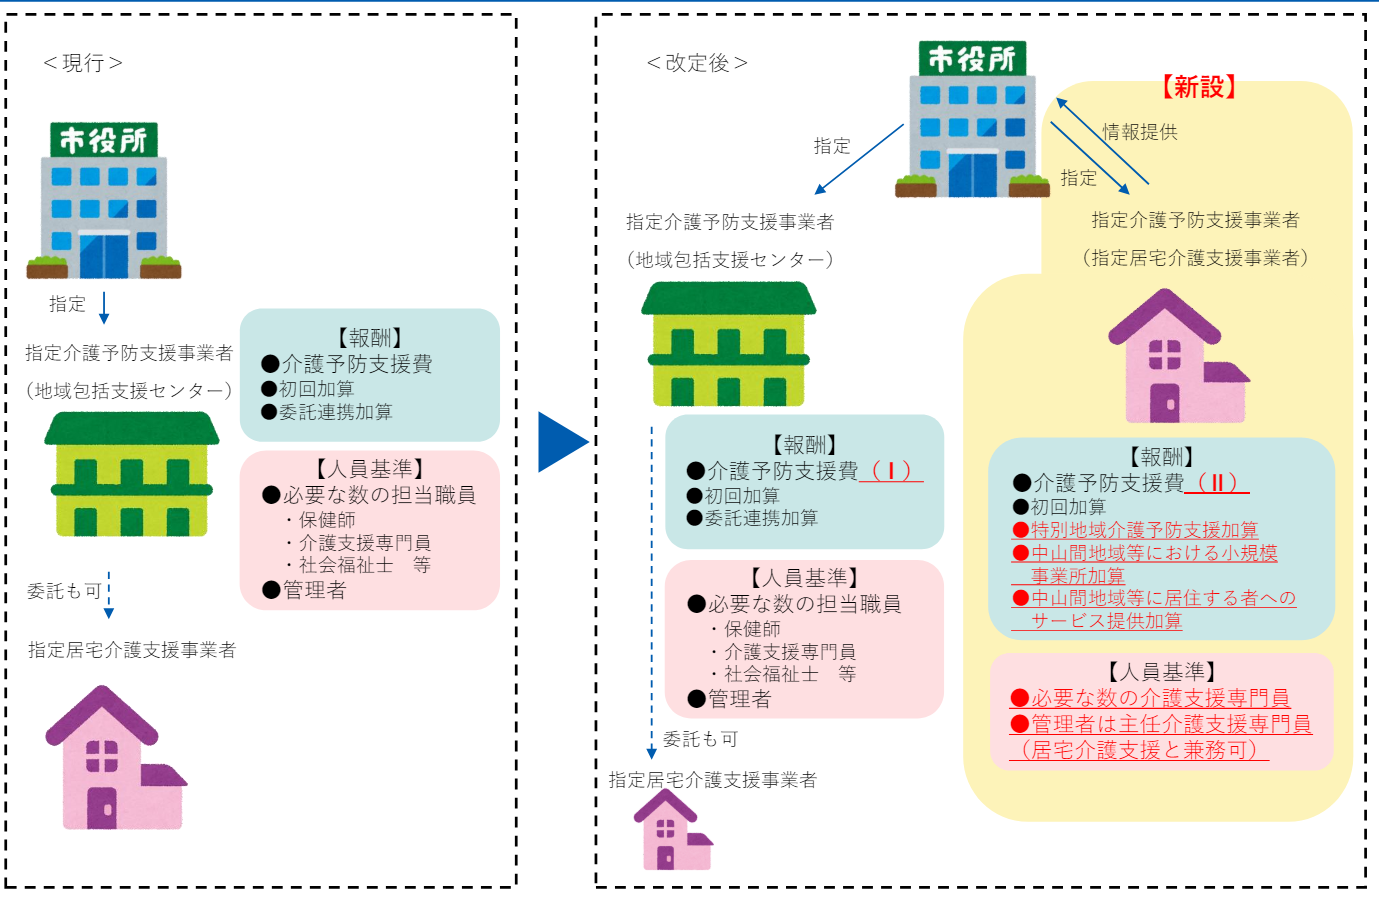 ＜現行＞
市役所
指定
指定介護予防支援事業者
（地域包括支援センター）
【報酬】
●介護予防支援費
●初回加算
●委託連携加算
【人員基準】
●必要な数の担当職員
・保健師
・介護支援専門員
・社会福祉士　等
●管理者
委託も可
指定居宅介護支援事業者
＜改定後＞
市役所
指定
指定介護予防支援事業者
（地域包括支援センター）
【報酬】
●介護予防支援費（Ⅰ）
●初回加算
●委託連携加算
【人員基準】
●必要な数の担当職員
・保健師
・介護支援専門員
・社会福祉士　等
●管理者
委託も可
指定居宅介護支援事業者
【新設】
情報提供
指定
指定介護予防支援事業者
（指定居宅介護支援事業者）
【報酬】
●介護予防支援費（Ⅱ）
●初回加算
●特別地域介護予防支援加算
●中山間地域等における小規模
事業所加算
●中山間地域等に居住する者への
サービス提供加算
【人員基準】
●必要な数の介護支援専門員
●管理者は主任介護支援専門員
（居宅介護支援と兼務可）